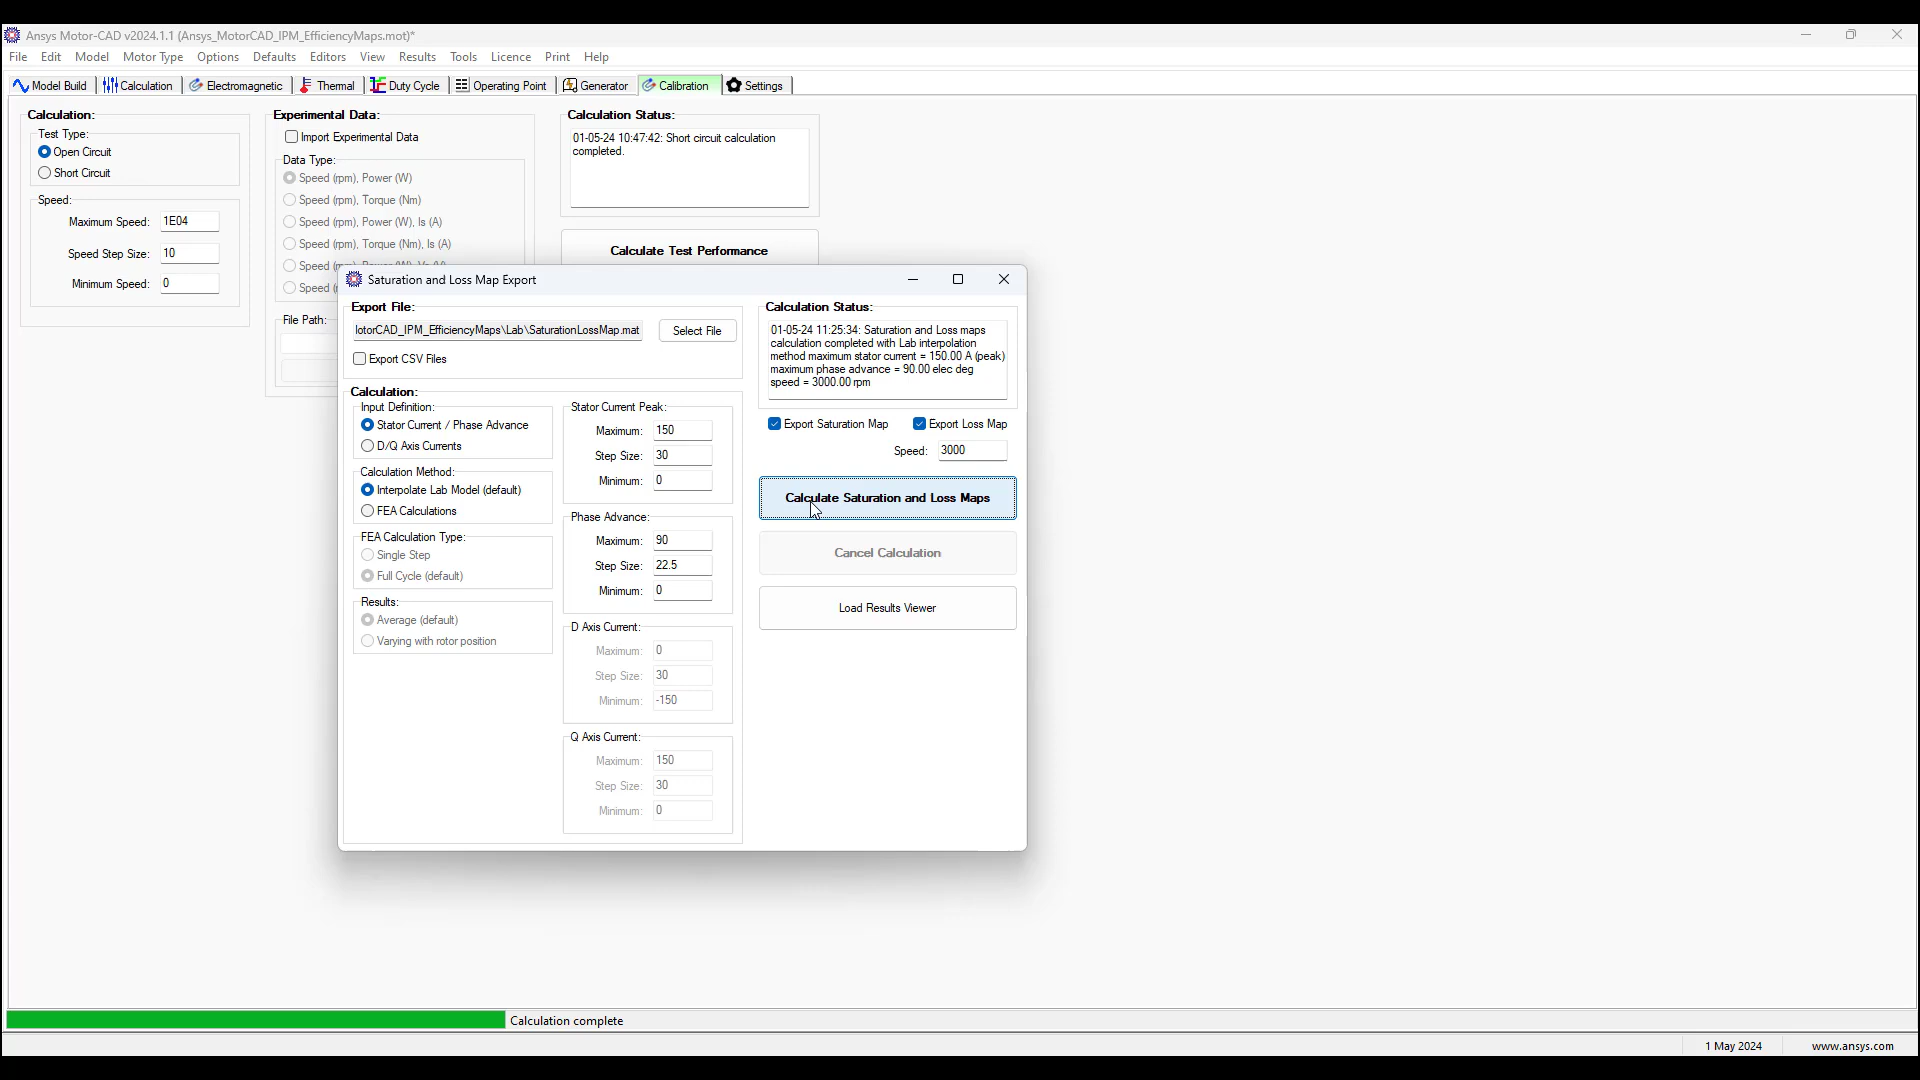 Ansys Motor-CAD v2024.1.1 (Ansys_MotorCAD_IPM_EfficiencyMaps.mot)*
File Edit Model Motor Type Options Defaults Editors View Results Tools Licence Print Help
Model Build Calculation Electromagnetic Thermal Duty Cycle Operating Point Generator Calibration Settings
Calculation:
Test Type:
Open Circuit
Short Circuit
Speed:
Maximum Speed: 1E04
Speed Step Size: 10
Minimum Speed: 0
Experimental Data:
Import Experimental Data
Data Type:
Speed (rpm), Power (W)
Speed (rpm), Torque (Nm)
Speed (rpm), Power (W), Is (A)
Speed (rpm), Torque (Nm), Is (A)
Speed
Speed
File Path:
Calculation Status:
01-05-24 10:47:42: Short circuit calculation
completed.
Calculate Test Performance
Saturation and Loss Map Export
Export File:
lotorCAD_IPM_EfficiencyMaps\Lab\SaturationLossMap.mat
Select File
Export CSV Files
Calculation:
Input Definition:
Stator Current / Phase Advance
D/Q Axis Currents
Calculation Method:
Interpolate Lab Model (default)
FEA Calculations
FEA Calculation Type:
Single Step
Full Cycle (default)
Results:
Average (default)
Varying with rotor position
Stator Current Peak:
Maximum: 150
Step Size: 30
Minimum: 0
Phase Advance:
Maximum: 90
Step Size: 22.5
Minimum: 0
D Axis Current:
Maximum: 0
Step Size: 30
Minimum: -150
Q Axis Current:
Maximum: 150
Step Size: 30
Minimum: 0
Calculation Status:
01-05-24 11:25:34: Saturation and Loss maps
calculation completed with Lab interpolation
method maximum stator current = 150.00 A (peak)
maximum phase advance = 90.00 elec deg
speed = 3000.00 rpm
Export Saturation Map Export Loss Map
Speed: 3000
Calculate Saturation and Loss Maps
Cancel Calculation
Load Results Viewer
Calculation complete
1 May 2024 www.ansys.com